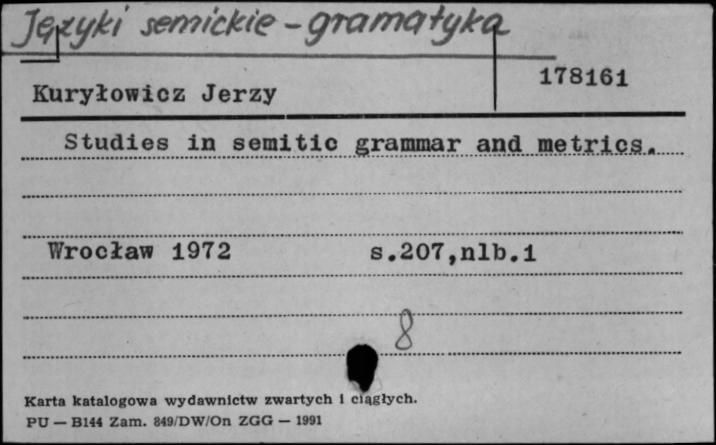 Języki semickie - gramatyka
178161
Kuryłowicz Jerzy
Studies in semitic grammar and metrics.
Wrocław 1972 s.207,nlb.1
8
Karta katalogowa wydawnictw zwartych i ciągłych.
PU — B144 Zam. 849/DW/On ZGG — 1991